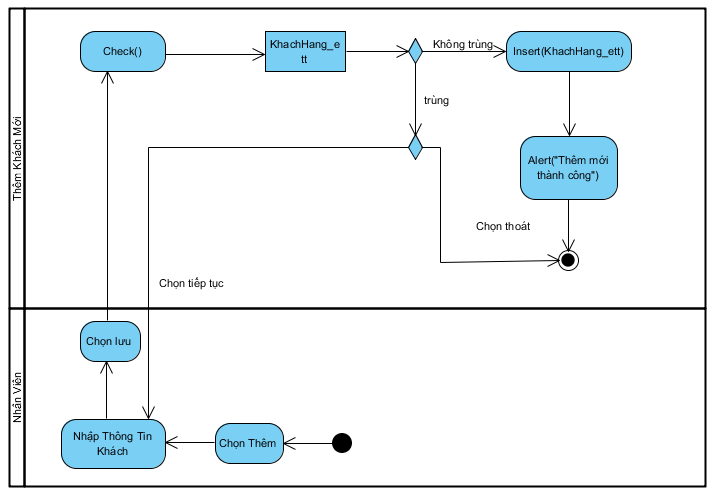 Thêm Khách Mới
Check()
KhachHang_e
tt
Không trùng
Insert(KhachHang_ett)
trùng
Alert("Thêm mới
thành công")
Chọn thoát
Chọn tiếp tục
Nhân Viên
Chọn lưu
Nhập Thông Tin
Khách
Chọn Thêm